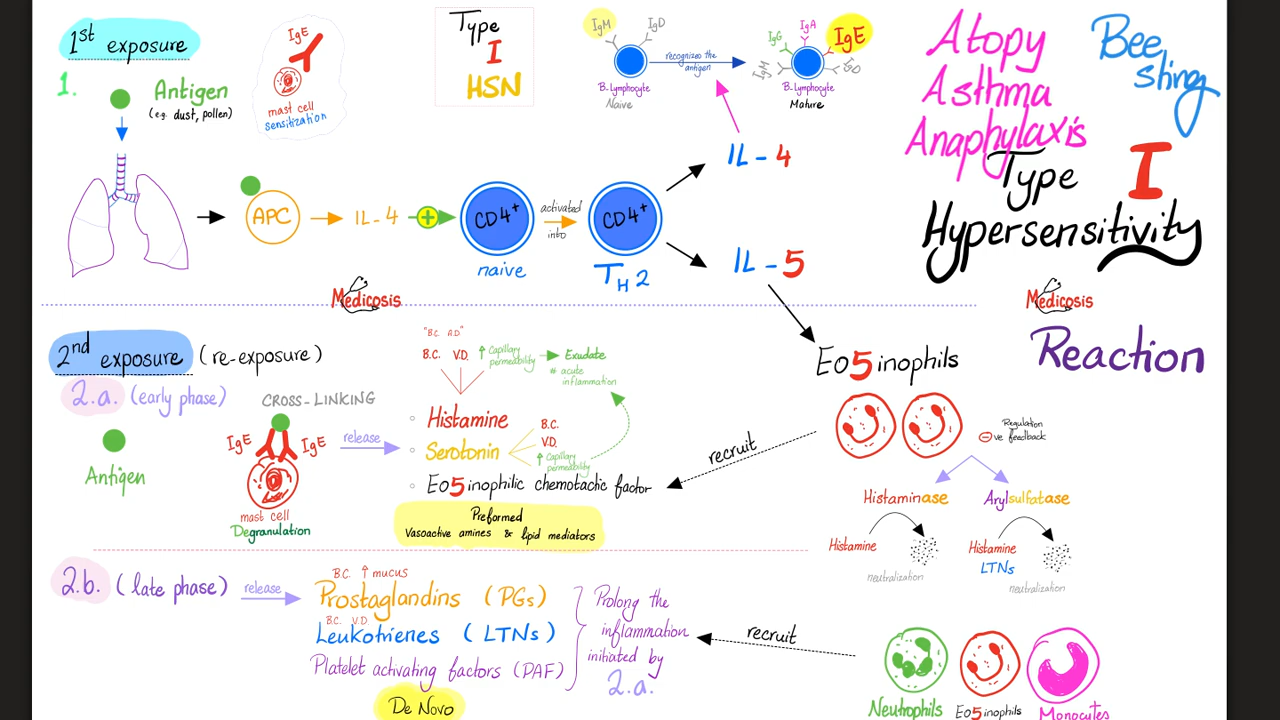 1st exposure
1.
Antigen
(e.g. dust, pollen)
IgE
mast cell
sensitization
Type
I
HSN
IgM
IgD
B.Lymphocyte
Naive
recognized the
antigen
IgG
IgA
IgE
IgM
IgD
B.Lymphocyte
Mature
Atopy
Asthma
Anaphylaxis
Bee
sting
Type I
Hypersensitivity
Reaction
APC
IL-4
+
CD4+
naive
activated
into
CD4+
TH2
IL-4
IL-5
Medicosis
Medicosis
2nd exposure (re-exposure)
2.a. (early phase)
Antigen
CROSS-LINKING
IgE
IgE
mast cell
Degranulation
release
"B.C. A.D"
B.C. V.D. ↑ Capillary
permeability
Exudate
# acute
inflammation
Histamine
Serotonin
B.C.
V.D.
↑ Capillary
permeability
Eo5inophilic chemotactic factor
Preformed
Vasoactive amines & lipid mediators
recruit
Eo5inophils
Regulation
-ve feedback
Histaminase
Arylsulfatase
Histamine
neutralization
Histamine
LTNs
neutralization
2.b. (late phase)
release
B.C. ↑ mucus
Prostaglandins (PGs)
B.C. V.D.
Leukotrienes (LTNs)
Platelet activating factors (PAF)
De Novo
Prolong the
inflammation
initiated by
2.a.
recruit
Neutrophils
Eo5inophils
Monocytes